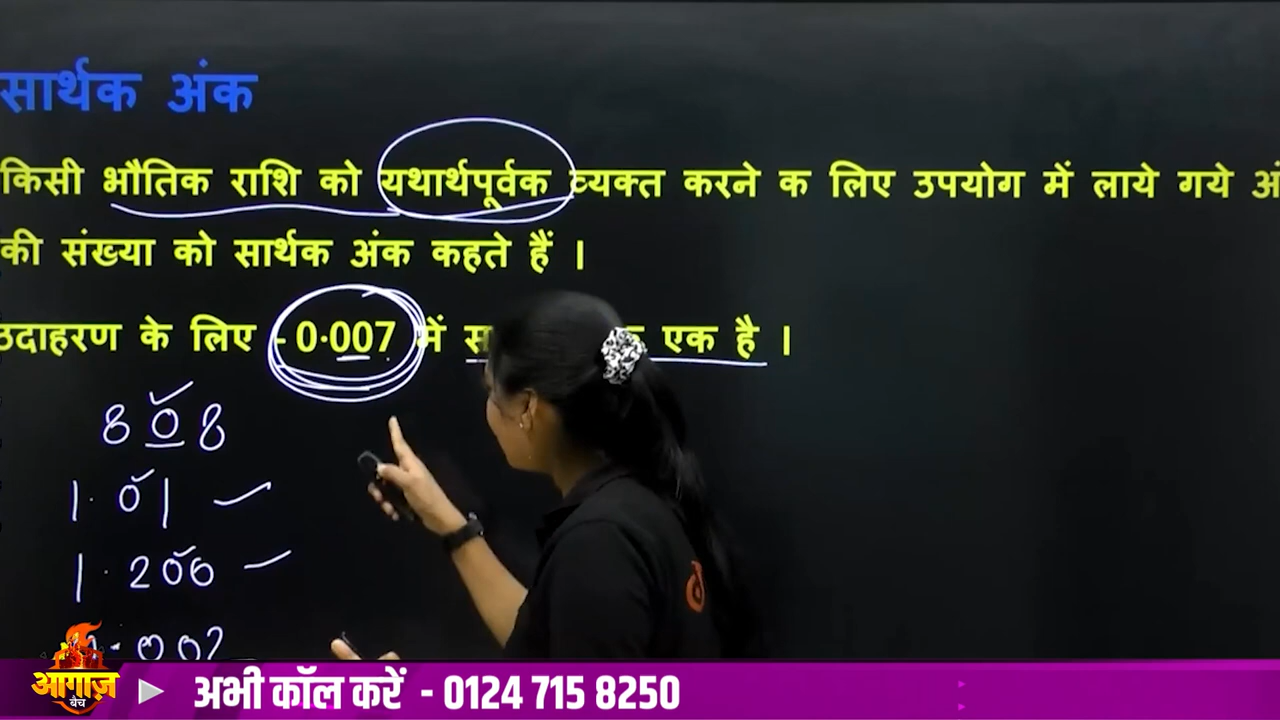 सार्थक अंक
किसी भौतिक राशि को यथार्थपूर्वक व्यक्त करने क लिए उपयोग में लाये गये
की संख्या को सार्थक अंक कहते हैं ।
उदाहरण के लिए - 0·007 में एक है ।
808
1·01
1·200
·002
आगाज़
बैच
अभी कॉल करें - 0124 715 8250